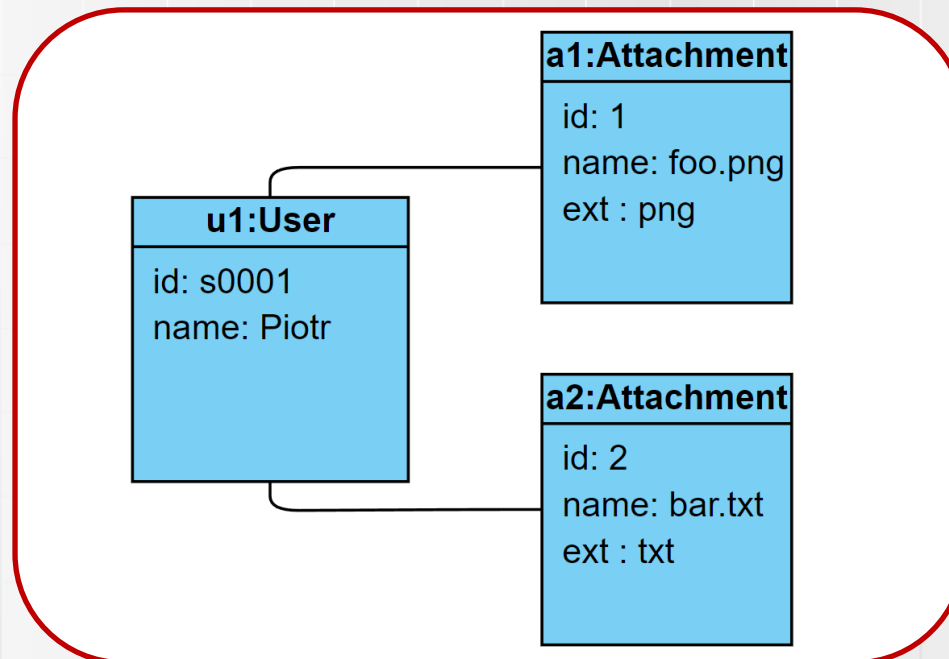 a1:Attachment
id: 1
name: foo.png
ext : png
u1:User
id: s0001
name: Piotr
a2:Attachment
id: 2
name: bar.txt
ext : txt